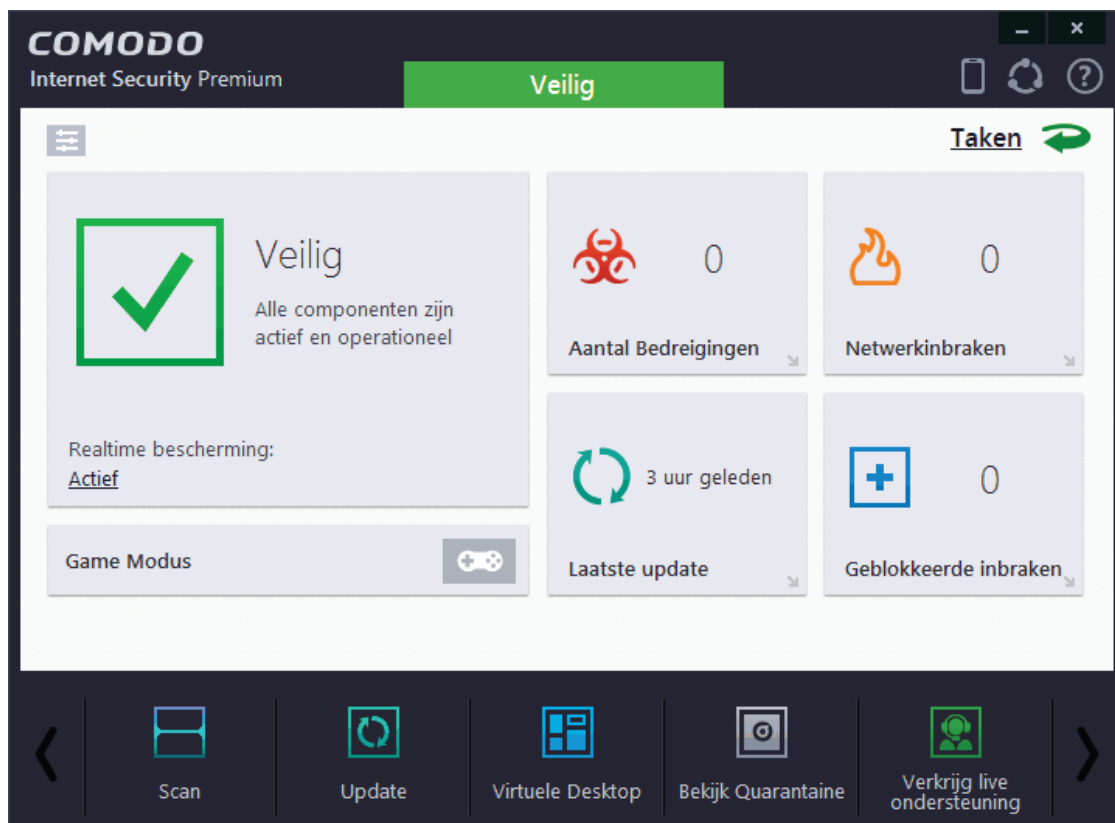 COMODO
Internet Security Premium
Veilig
Taken
Veilig
Alle componenten zijn
actief en operationeel
Realtime bescherming:
Actief
Game Modus
0
Aantal Bedreigingen
0
Netwerkinbraken
3 uur geleden
Laatste update
0
Geblokkeerde inbraken
Scan
Update
Virtuele Desktop
Bekijk Quarantaine
Verkrijg live
ondersteuning